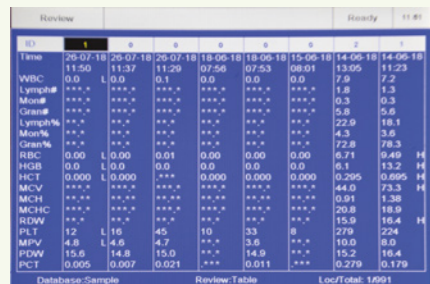 Review Ready 11:51
ID 1 0 0 0 0 0 2 1
Time 26-07-18 26-07-18 26-07-18 18-06-18 18-06-18 15-06-18 14-06-18 14-06-18
11:50 11:37 11:29 07:56 07:53 08:01 13:05 11:23
WBC 0.0 L 0.0 0.1 0.0 0.0 0.0 7.9 7.2
Lymph# ***.* ***.* ***.* ***.* ***.* ***.* 1.8 1.3
Mon# ***.* ***.* ***.* ***.* ***.* ***.* 0.3 0.3
Gran# ***.* ***.* ***.* ***.* ***.* ***.* 5.8 5.6
Lymph% **.* **.* **.* **.* **.* **.* 22.9 18.1
Mon% **.* **.* **.* **.* **.* **.* 4.3 3.6
Gran% **.* **.* **.* **.* **.* **.* 72.8 78.3
RBC 0.00 L 0.00 0.01 0.00 0.00 0.00 6.71 9.49 H
HGB 0.0 L 0.0 0.0 0.0 0.0 0.0 6.1 13.2 H
HCT 0.000 L 0.000 .*** 0.000 0.000 0.000 0.295 0.695 H
MCV ***.* ***.* ***.* ***.* ***.* ***.* 44.0 73.3 H
MCH **.** **.** **.** **.** **.** **.** 0.91 1.38
MCHC **.* **.* **.* **.* **.* **.* 20.8 18.9
RDW **.* **.* **.* **.* **.* **.* 15.9 16.4 H
PLT 12 L 16 45 10 33 8 279 224
MPV 4.8 L 4.6 4.7 **.* 3.6 **.* 10.0 8.0
PDW 15.6 14.8 15.0 **.* 14.9 **.* 15.2 16.4
PCT 0.005 0.007 0.021 .*** 0.011 .*** 0.279 0.179
Database:Sample Review:Table Loc/Total: 1/991